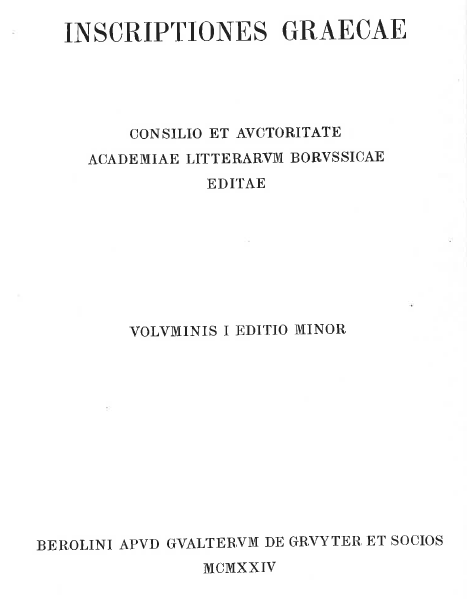 INSCRIPTIONES GRAECAE
CONSILIO ET AVCTORITATE
ACADEMIAE LITTERARVM BORVSSICAE
EDITAE
VOLVMINIS I EDITIO MINOR
BEROLINI APVD GVALTERVM DE GRVYTER ET SOCIOS
MCMXXIV